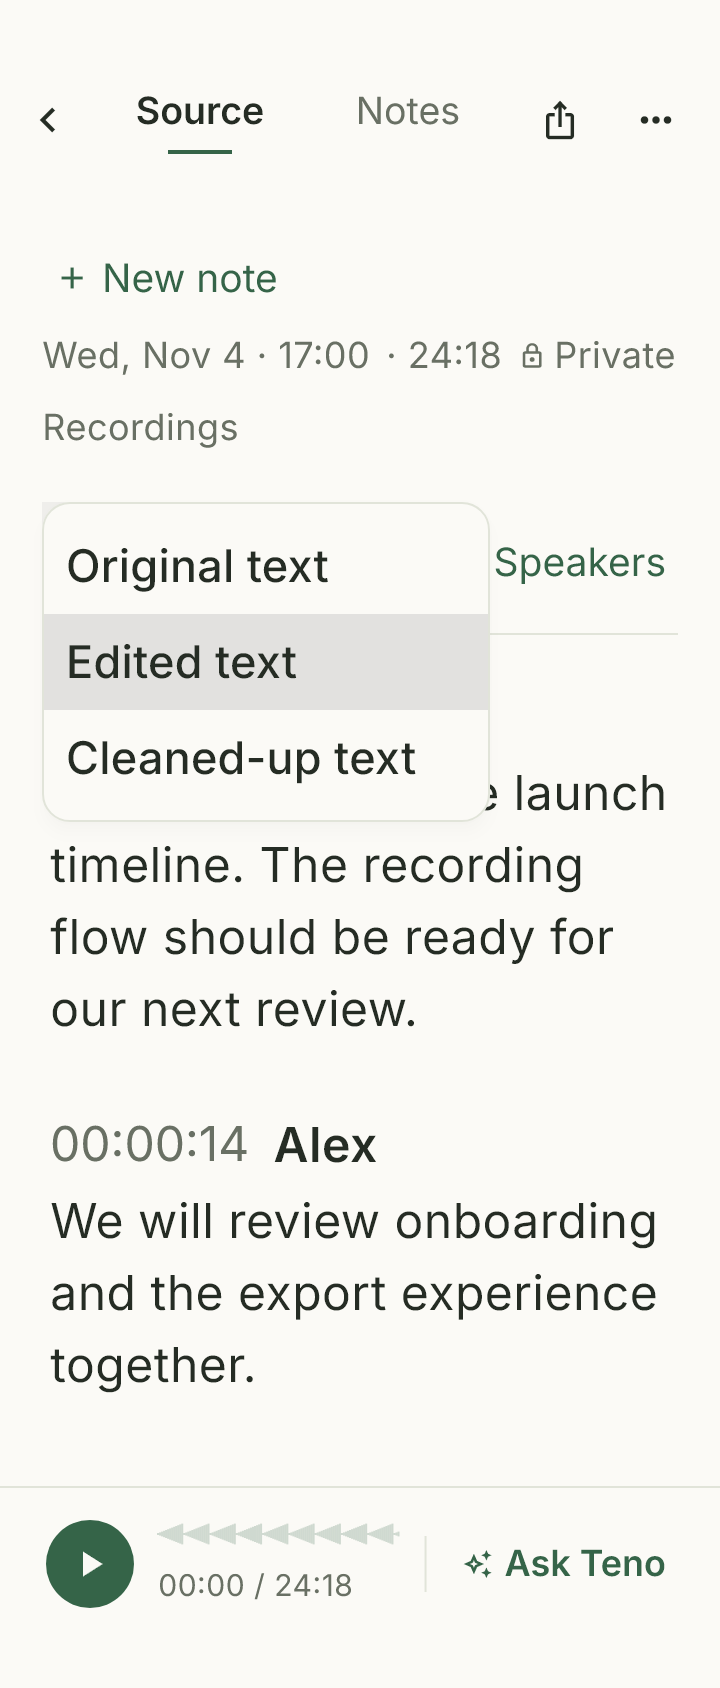 Source
Notes
+ New note
Wed, Nov 4 · 17:00 · 24:18 Private
Recordings
Original text
Speakers
Edited text
Cleaned-up text
launch
timeline. The recording
flow should be ready for
our next review.
00:00:14 Alex
We will review onboarding
and the export experience
together.
00:00 / 24:18
Ask Teno